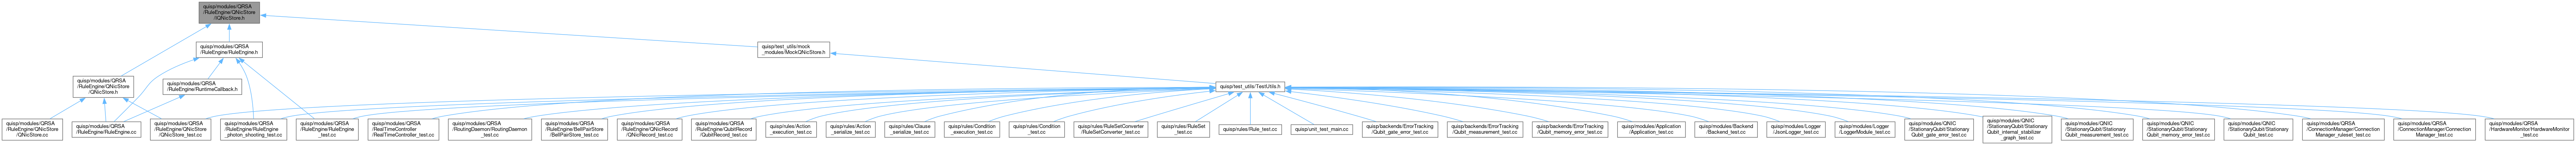 quisp/modules/QRSA
/RuleEngine/QNicStore
/IQNicStore.h
quisp/modules/QRSA
/RuleEngine/RuleEngine.h
quisp/test_utils/mock
_modules/MockQNicStore.h
quisp/modules/QRSA
/RuleEngine/QNicStore
/QNicStore.h
quisp/modules/QRSA
/RuleEngine/RuntimeCallback.h
quisp/test_utils/TestUtils.h
quisp/modules/QRSA
/RuleEngine/QNicStore
/QNicStore.cc
quisp/modules/QRSA
/RuleEngine/RuleEngine.cc
quisp/modules/QRSA
/RuleEngine/QNicStore
/QNicStore_test.cc
quisp/modules/QRSA
/RuleEngine/RuleEngine
_photon_shooting_test.cc
quisp/modules/QRSA
/RuleEngine/RuleEngine
_test.cc
quisp/modules/QRSA
/RealTimeController
/RealTimeController_test.cc
quisp/modules/QRSA
/RoutingDaemon/RoutingDaemon
_test.cc
quisp/modules/QRSA
/RuleEngine/BellPairStore
/BellPairStore_test.cc
quisp/modules/QRSA
/RuleEngine/QNicRecord
/QNicRecord_test.cc
quisp/modules/QRSA
/RuleEngine/QubitRecord
/QubitRecord_test.cc
quisp/rules/Action
_execution_test.cc
quisp/rules/Action
_serialize_test.cc
quisp/rules/Clause
_serialize_test.cc
quisp/rules/Condition
_execution_test.cc
quisp/rules/Condition
_test.cc
quisp/rules/RuleSetConverter
/RuleSetConverter_test.cc
quisp/rules/RuleSet
_test.cc
quisp/rules/Rule_test.cc
quisp/unit_test_main.cc
quisp/backends/ErrorTracking
/Qubit_gate_error_test.cc
quisp/backends/ErrorTracking
/Qubit_measurement_test.cc
quisp/backends/ErrorTracking
/Qubit_memory_error_test.cc
quisp/modules/Application
/Application_test.cc
quisp/modules/Backend
/Backend_test.cc
quisp/modules/Logger
/JsonLogger_test.cc
quisp/modules/Logger
/LoggerModule_test.cc
quisp/modules/QNIC
/StationaryQubit/Stationary
Qubit_gate_error_test.cc
quisp/modules/QNIC
/StationaryQubit/Stationary
Qubit_internal_stabilizer
_graph_test.cc
quisp/modules/QNIC
/StationaryQubit/Stationary
Qubit_measurement_test.cc
quisp/modules/QNIC
/StationaryQubit/Stationary
Qubit_memory_error_test.cc
quisp/modules/QNIC
/StationaryQubit/Stationary
Qubit_test.cc
quisp/modules/QRSA
/ConnectionManager/Connection
Manager_ruleset_test.cc
quisp/modules/QRSA
/ConnectionManager/Connection
Manager_test.cc
quisp/modules/QRSA
/HardwareMonitor/HardwareMonitor
_test.cc